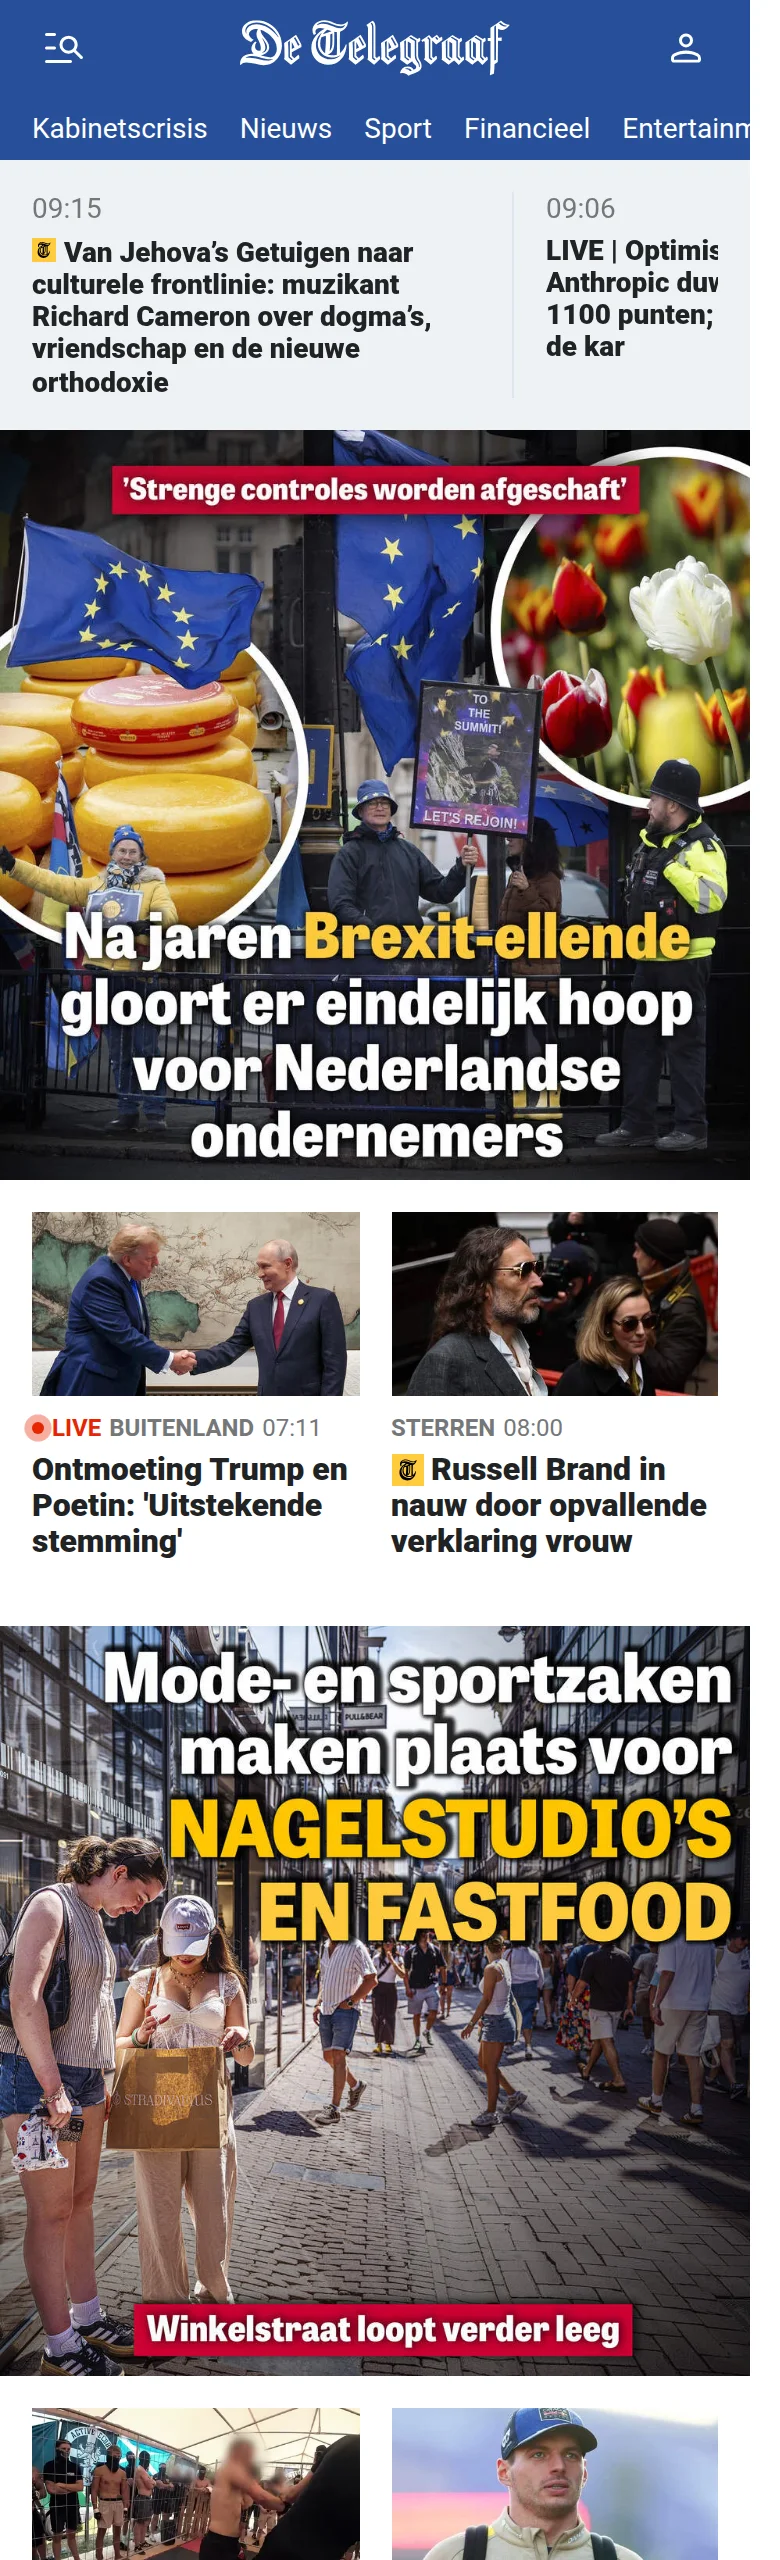 De Telegraaf
Kabinetscrisis Nieuws Sport Financieel Entertainm
09:15
Van Jehova’s Getuigen naar
culturele frontlinie: muzikant
Richard Cameron over dogma’s,
vriendschap en de nieuwe
orthodoxie
09:06
LIVE | Optimis
Anthropic duw
1100 punten;
de kar
’Strenge controles worden afgeschaft’
TO
THE
SUMMIT!
LET'S REJOIN!
Na jaren Brexit-ellende
gloort er eindelijk hoop
voor Nederlandse
ondernemers
LIVE BUITENLAND 07:11
Ontmoeting Trump en
Poetin: 'Uitstekende
stemming'
STERREN 08:00
Russell Brand in
nauw door opvallende
verklaring vrouw
Mode- en sportzaken
PULL&BEAR
maken plaats voor
NAGELSTUDIO’S
EN FASTFOOD
STRADIVARIUS
Winkelstraat loopt verder leeg